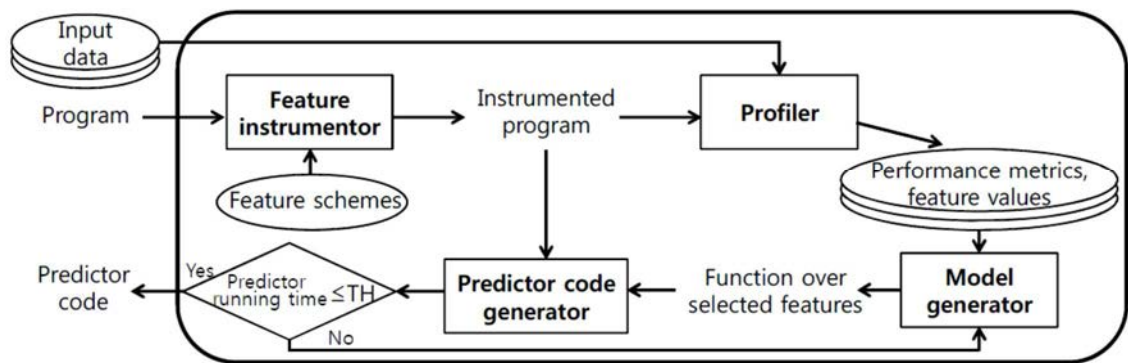 Input
data
Program
Feature
instrumentor
Instrumented
program
Profiler
Feature schemes
Performance metrics,
feature values
Predictor
code
Yes
Predictor
running time ≤TH
No
Predictor code
generator
Function over
selected features
Model
generator